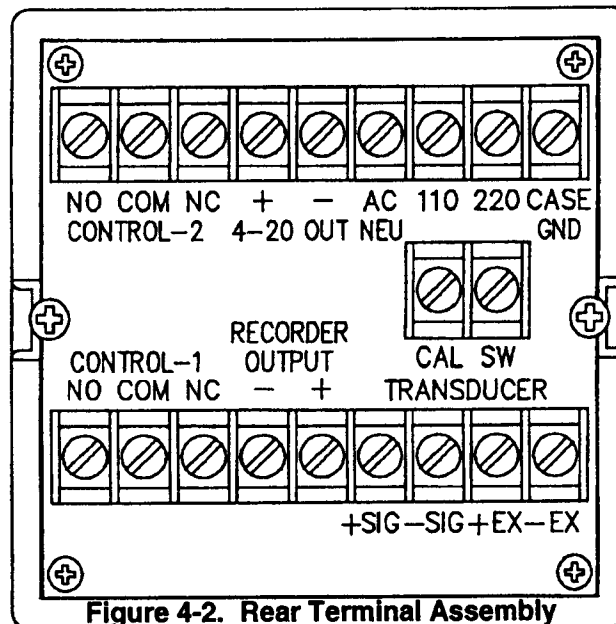 NO COM NC + − AC 110 220 CASE
CONTROL-2 4-20 OUT NEU GND
RECORDER
CONTROL-1 OUTPUT CAL SW
NO COM NC − + TRANSDUCER
+SIG−SIG+EX−EX
Figure 4-2. Rear Terminal Assembly